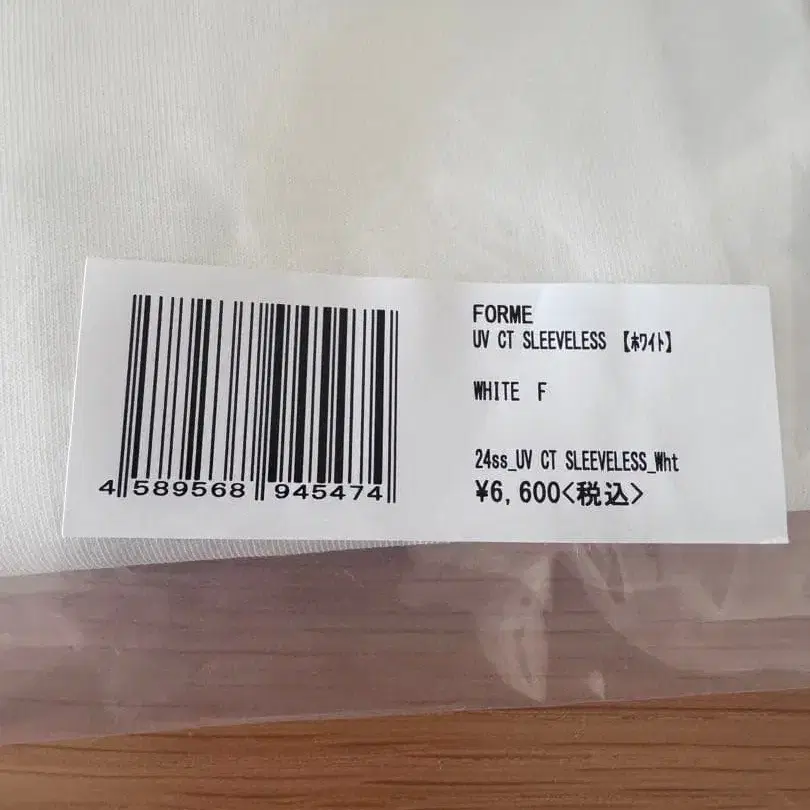 FORME
UV CT SLEEVELESS 【ﾎﾜｲﾄ】
WHITE F
24ss_UV CT SLEEVELESS_Wht
¥6,600<税込>
4 589568 945474